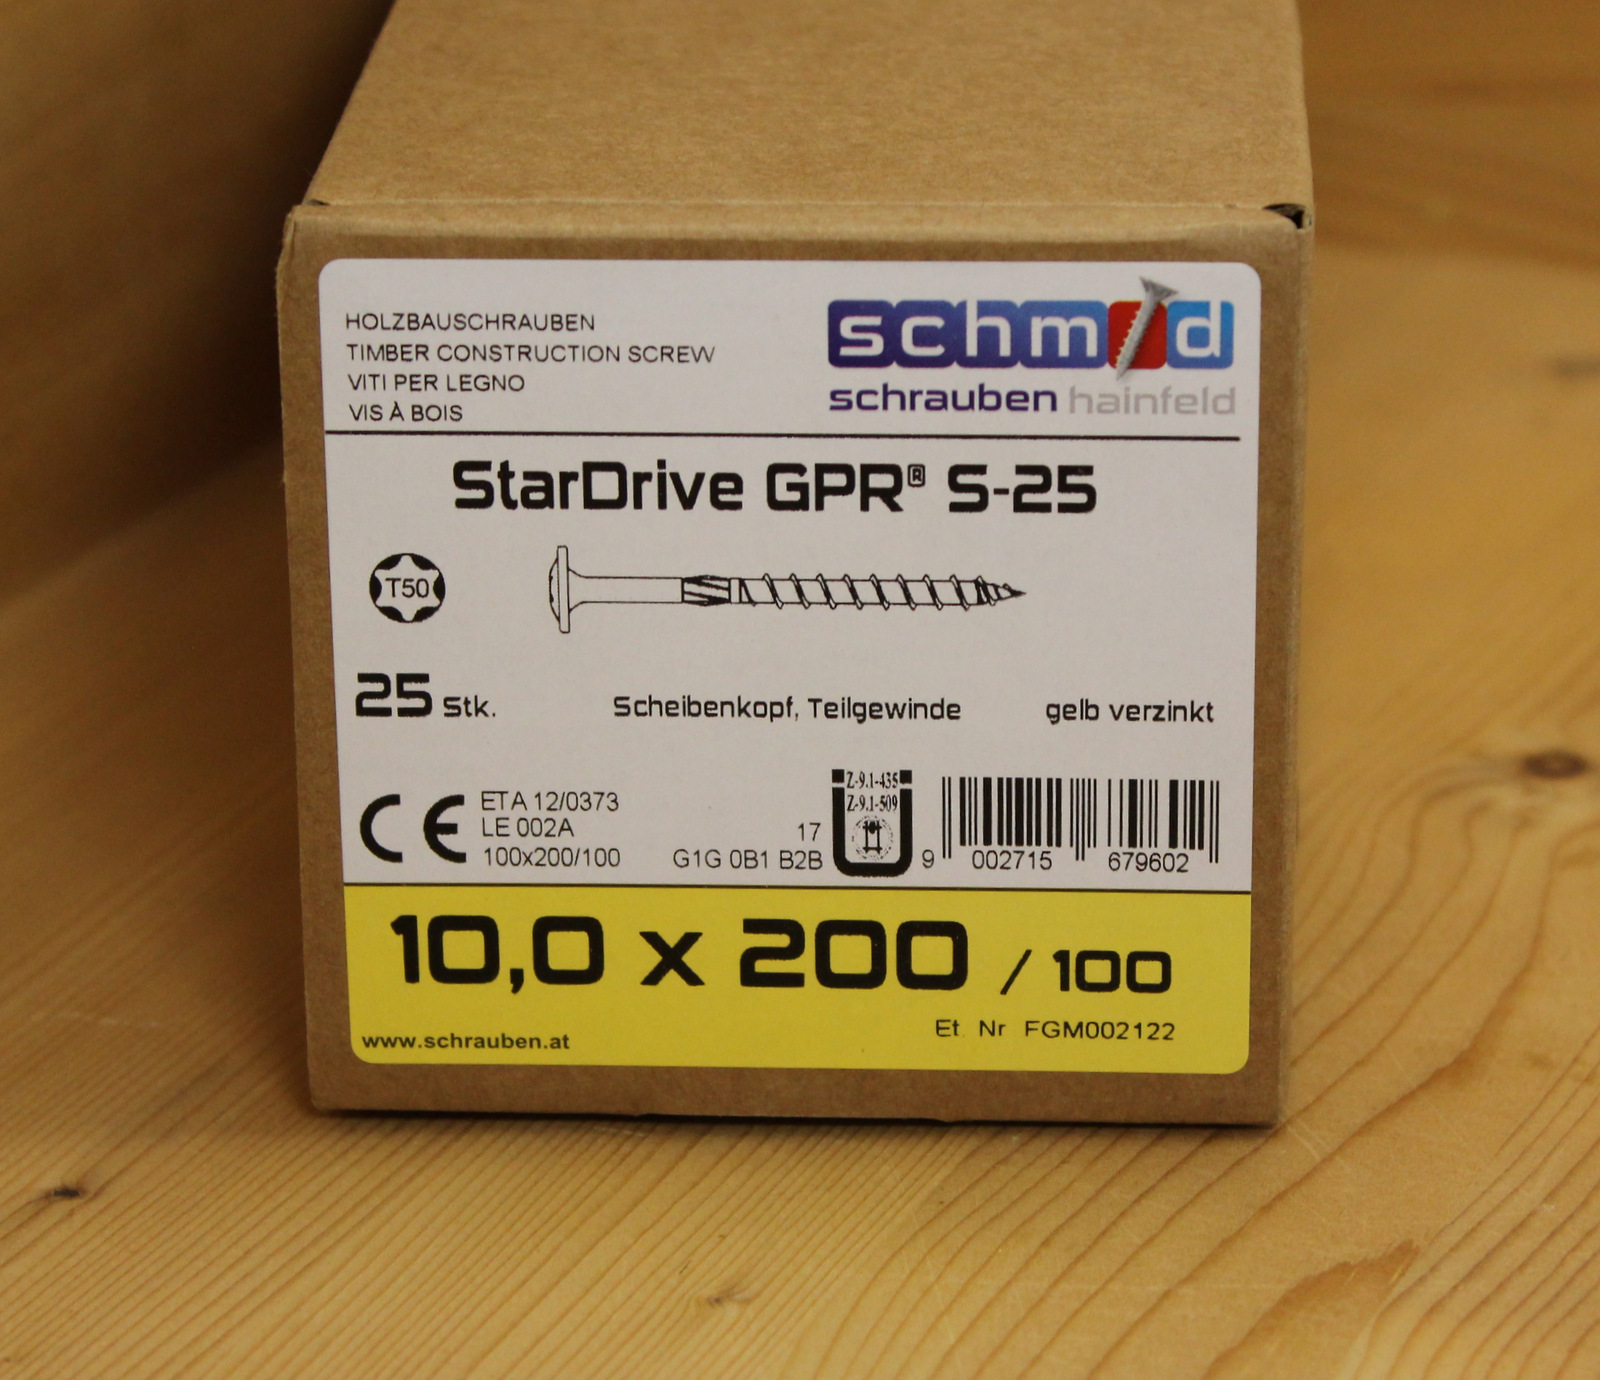 HOLZBAUSCHRAUBEN
TIMBER CONSTRUCTION SCREW
VITI PER LEGNO
VIS À BOIS
schmid
schrauben hainfeld
StarDrive GPR® S-25
T50
25 Stk.
Scheibenkopf, Teilgewinde
gelb verzinkt
CE
ETA 12/0373
LE 002A
100x200/100
17
G1G 0B1 B2B
Z-9.1-435
Z-9.1-509
9 002715 679602
10,0 x 200 / 100
Et. Nr FGM002122
www.schrauben.at